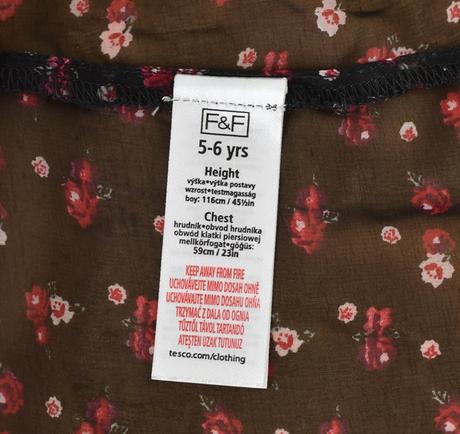 F&F
5-6 yrs
Height
výška•výška postavy
wzrost•testmagasság
boy: 116cm / 45½in
Chest
hrudník•obvod hrudníka
obwód klatki piersiowej
mellkörfogat•göğüs:
59cm / 23in
KEEP AWAY FROM FIRE
UCHOVÁVEJTE MIMO DOSAH OHNĚ
UCHOVÁVAJTE MIMO DOSAHU OHŇA
TRZYMAĆ Z DALA OD OGNIA
TŰZTŐL TÁVOL TARTANDÓ
ATEŞTEN UZAK TUTUNUZ
tesco.com/clothing